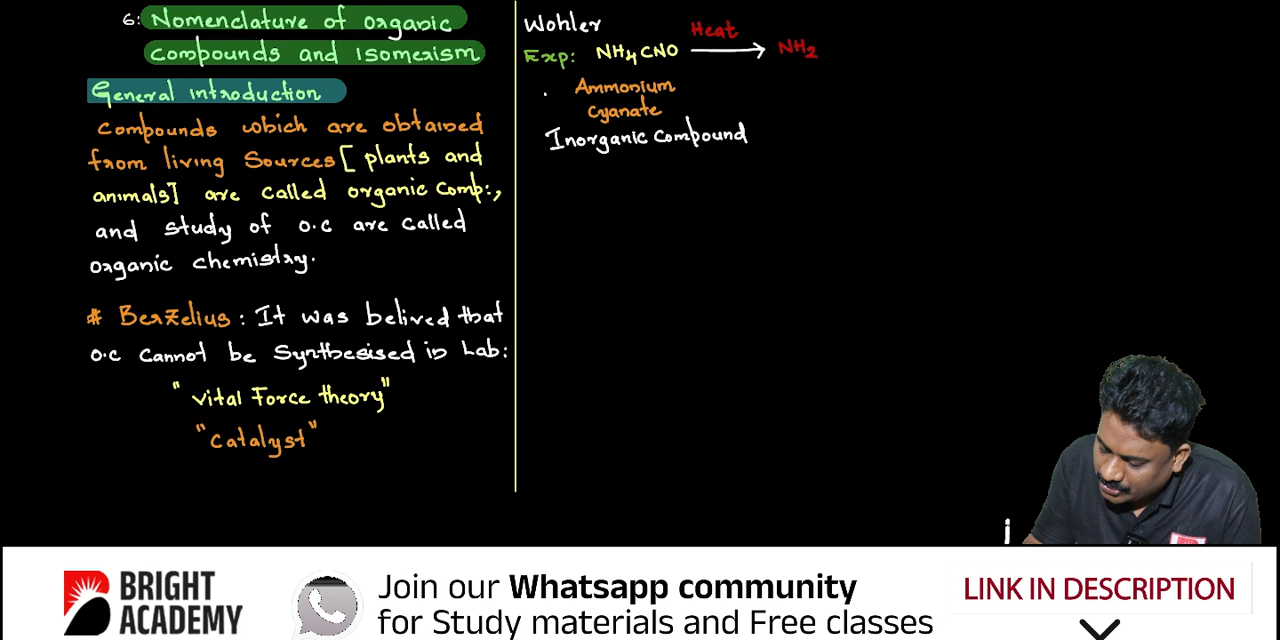 6: Nomenclature of organic
compounds and Isomerism
General introduction
Compounds which are obtained
from living Sources [ plants and
animals] are called organic Comp:,
and study of o.c are called
organic chemistry.
# Berzelius : It was belived that
o.c cannot be Synthesised in Lab:
"Vital Force theory"
"Catalyst"
Wohler
Exp: NH4CNO Heat → NH2
Ammonium
Cyanate
Inorganic Compound
i
BRIGHT
ACADEMY
Join our Whatsapp community
for Study materials and Free classes
LINK IN DESCRIPTION